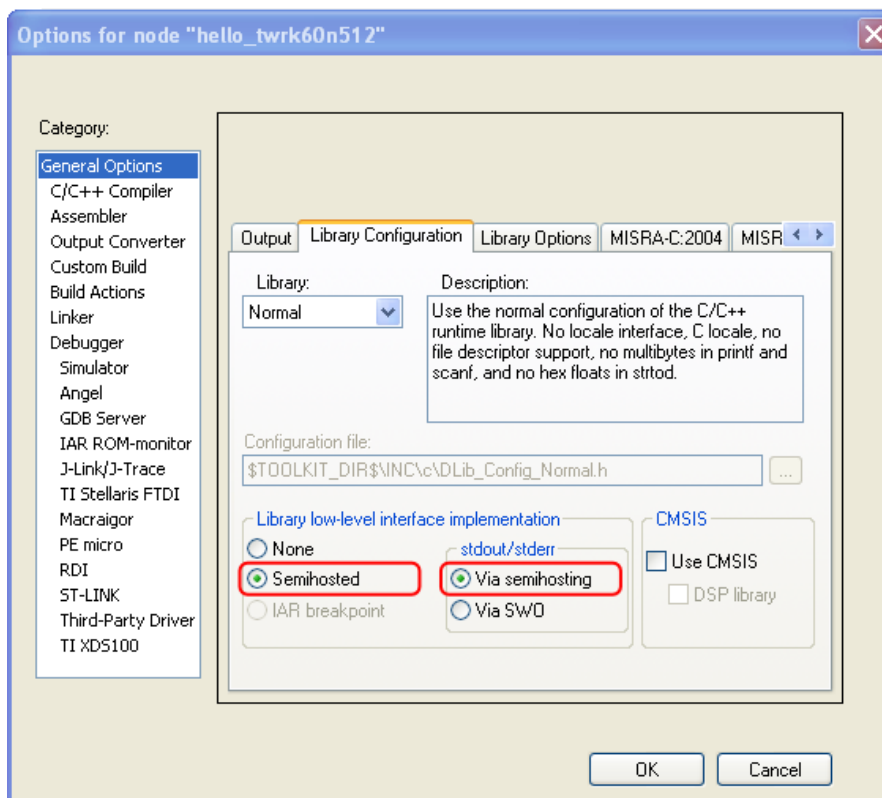 Options for node "hello_twrk60n512"
Category:
General Options
C/C++ Compiler
Assembler
Output Converter
Custom Build
Build Actions
Linker
Debugger
Simulator
Angel
GDB Server
IAR ROM-monitor
J-Link/J-Trace
TI Stellaris FTDI
Macraigor
PE micro
RDI
ST-LINK
Third-Party Driver
TI XDS100
Output Library Configuration Library Options MISRA-C:2004 MISR
Library:
Normal
Description:
Use the normal configuration of the C/C++
runtime library. No locale interface, C locale, no
file descriptor support, no multibytes in printf and
scanf, and no hex floats in strtod.
Configuration file:
$TOOLKIT_DIR$\INC\c\DLib_Config_Normal.h
...
Library low-level interface implementation
None
Semihosted
IAR breakpoint
stdout/stderr
Via semihosting
Via SWO
CMSIS
Use CMSIS
DSP library
OK
Cancel